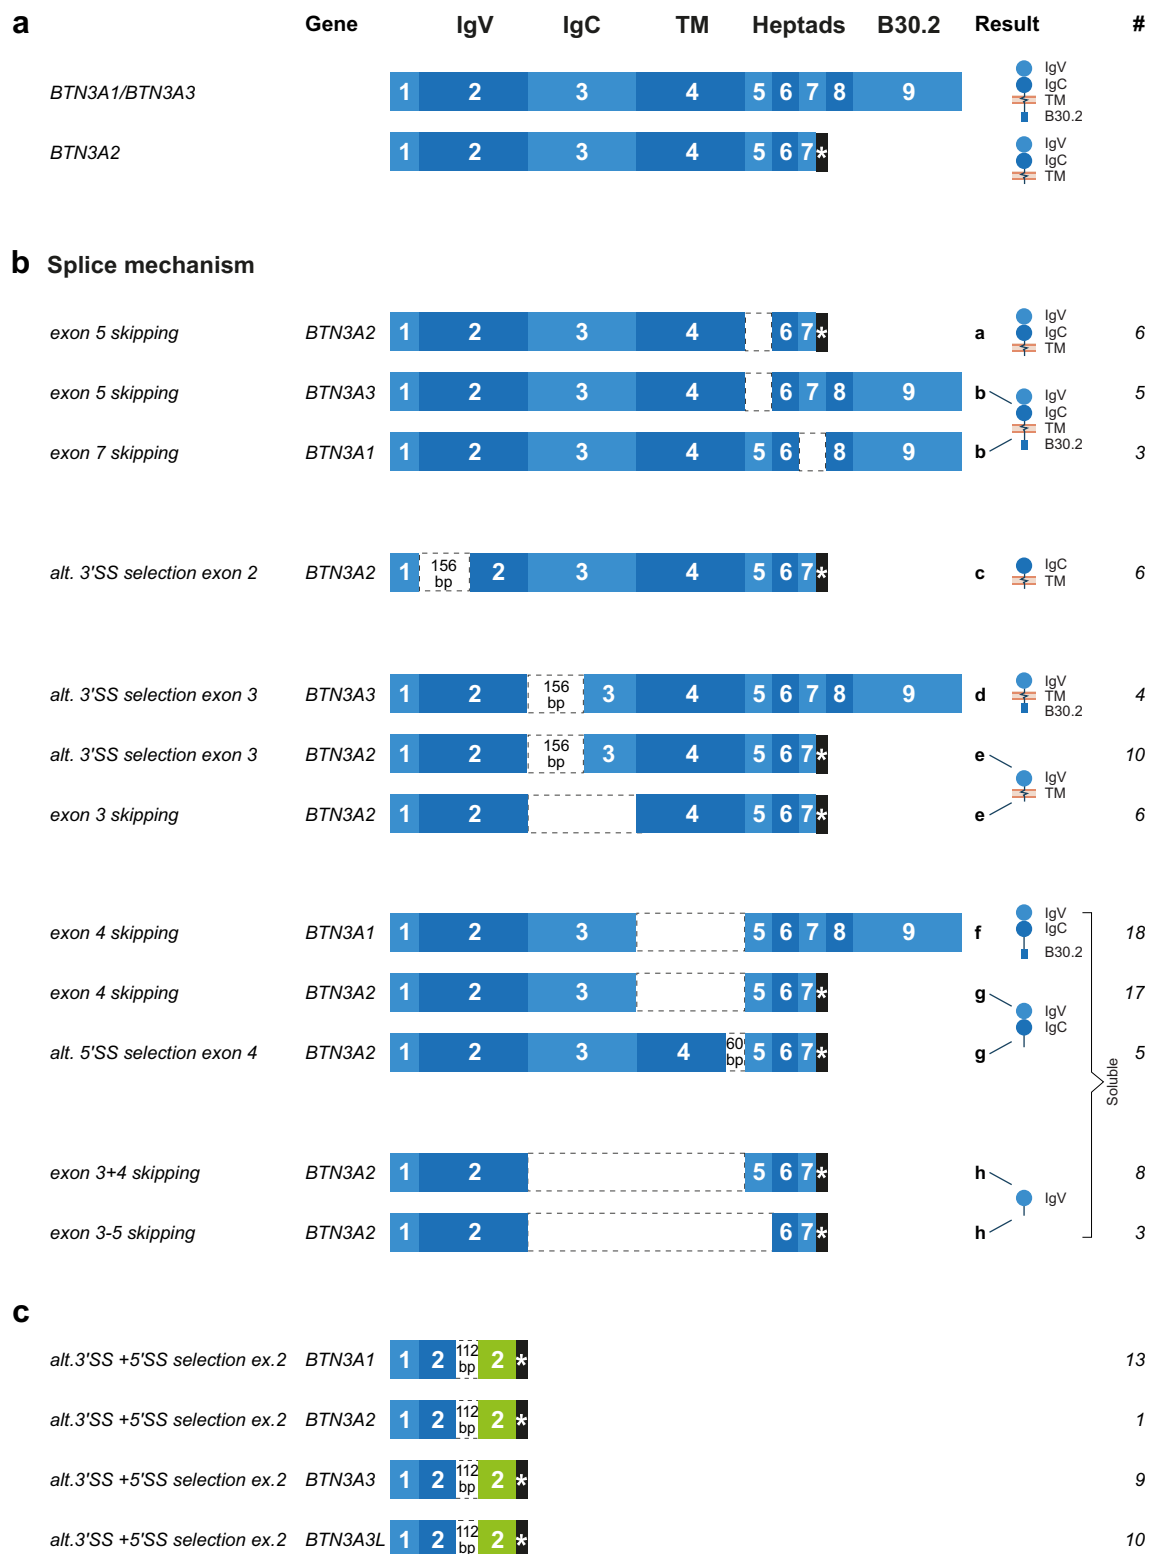 a
Gene IgV IgC TM Heptads B30.2 Result #
BTN3A1/BTN3A3 1 2 3 4 5 6 7 8 9
IgV
IgC
TM
B30.2
BTN3A2 1 2 3 4 5 6 7 *
IgV
IgC
TM
b Splice mechanism
exon 5 skipping BTN3A2 1 2 3 4 6 7 * a 6
IgV
IgC
TM
exon 5 skipping BTN3A3 1 2 3 4 6 7 8 9 b 5
IgV
IgC
TM
B30.2
exon 7 skipping BTN3A1 1 2 3 4 5 6 8 9 b 3
alt. 3'SS selection exon 2 BTN3A2 1 156 bp 2 3 4 5 6 7 * c 6
IgC
TM
alt. 3'SS selection exon 3 BTN3A3 1 2 156 bp 3 4 5 6 7 8 9 d 4
IgV
TM
B30.2
alt. 3'SS selection exon 3 BTN3A2 1 2 156 bp 3 4 5 6 7 * e 10
IgV
TM
exon 3 skipping BTN3A2 1 2 4 5 6 7 * e 6
exon 4 skipping BTN3A1 1 2 3 5 6 7 8 9 f 18
IgV
IgC
B30.2
exon 4 skipping BTN3A2 1 2 3 5 6 7 * g 17
IgV
IgC
alt. 5'SS selection exon 4 BTN3A2 1 2 3 4 60 bp 5 6 7 * g 5
Soluble
exon 3+4 skipping BTN3A2 1 2 5 6 7 * h 8
IgV
exon 3-5 skipping BTN3A2 1 2 6 7 * h 3
c
alt.3'SS +5'SS selection ex.2 BTN3A1 1 2 112 bp 2 * 13
alt.3'SS +5'SS selection ex.2 BTN3A2 1 2 112 bp 2 * 1
alt.3'SS +5'SS selection ex.2 BTN3A3 1 2 112 bp 2 * 9
alt.3'SS +5'SS selection ex.2 BTN3A3L 1 2 112 bp 2 * 10